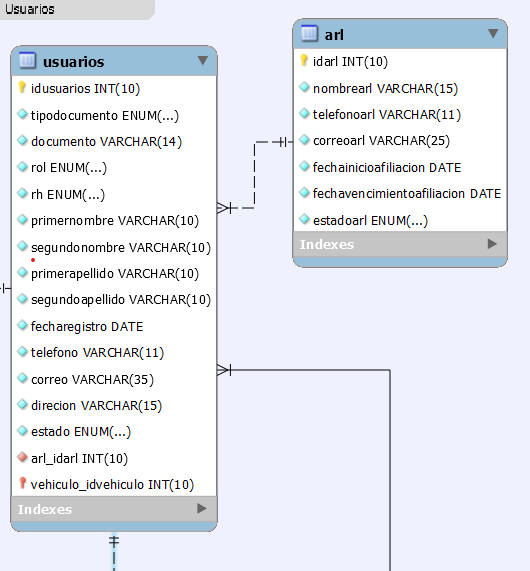 Usuarios
usuarios
idusuarios INT(10)
tipodocumento ENUM(...)
documento VARCHAR(14)
rol ENUM(...)
rh ENUM(...)
primernombre VARCHAR(10)
segundonombre VARCHAR(10)
primerapellido VARCHAR(10)
segundoapellido VARCHAR(10)
fecharegistro DATE
telefono VARCHAR(11)
correo VARCHAR(35)
direcion VARCHAR(15)
estado ENUM(...)
arl_idarl INT(10)
vehiculo_idvehiculo INT(10)
Indexes
arl
idarl INT(10)
nombrearl VARCHAR(15)
telefonoarl VARCHAR(11)
correoarl VARCHAR(25)
fechainicioafiliacion DATE
fechavencimientoafiliacion DATE
estadoarl ENUM(...)
Indexes